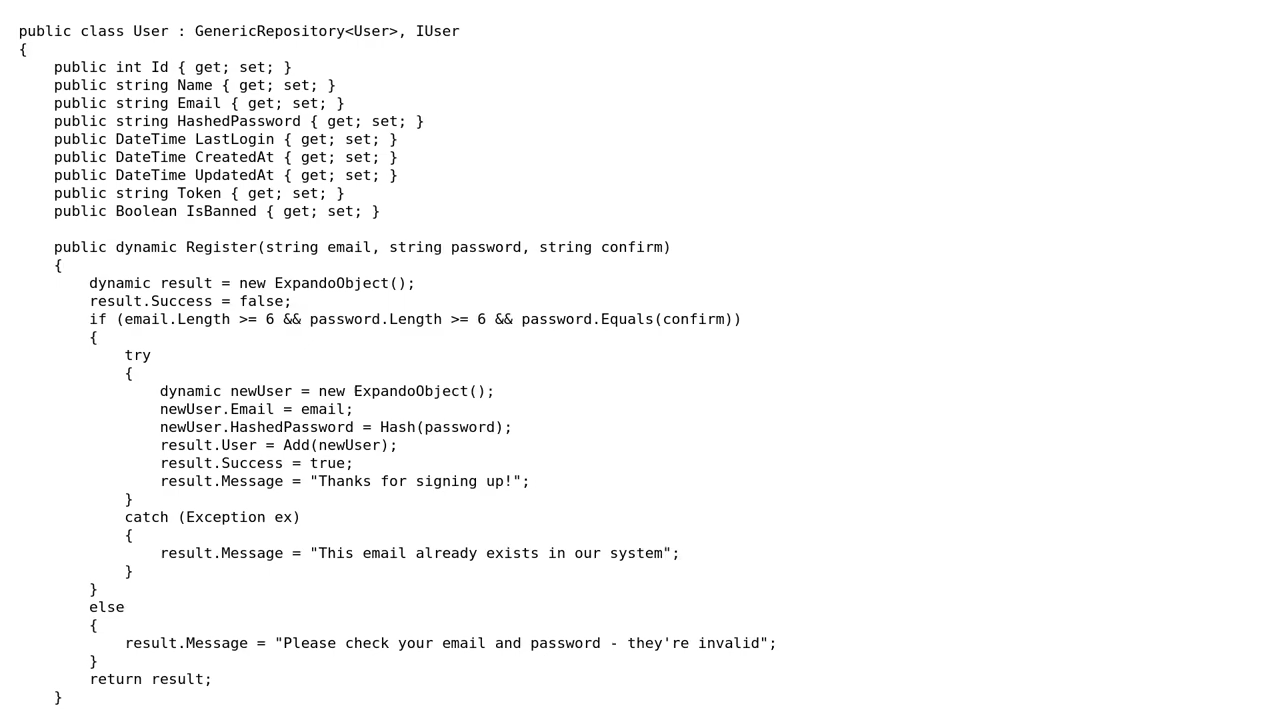 public class User : GenericRepository<User>, IUser
{
    public int Id { get; set; }
    public string Name { get; set; }
    public string Email { get; set; }
    public string HashedPassword { get; set; }
    public DateTime LastLogin { get; set; }
    public DateTime CreatedAt { get; set; }
    public DateTime UpdatedAt { get; set; }
    public string Token { get; set; }
    public Boolean IsBanned { get; set; }

    public dynamic Register(string email, string password, string confirm)
    {
        dynamic result = new ExpandoObject();
        result.Success = false;
        if (email.Length >= 6 && password.Length >= 6 && password.Equals(confirm))
        {
            try
            {
                dynamic newUser = new ExpandoObject();
                newUser.Email = email;
                newUser.HashedPassword = Hash(password);
                result.User = Add(newUser);
                result.Success = true;
                result.Message = "Thanks for signing up!";
            }
            catch (Exception ex)
            {
                result.Message = "This email already exists in our system";
            }
        }
        else
        {
            result.Message = "Please check your email and password - they're invalid";
        }
        return result;
    }